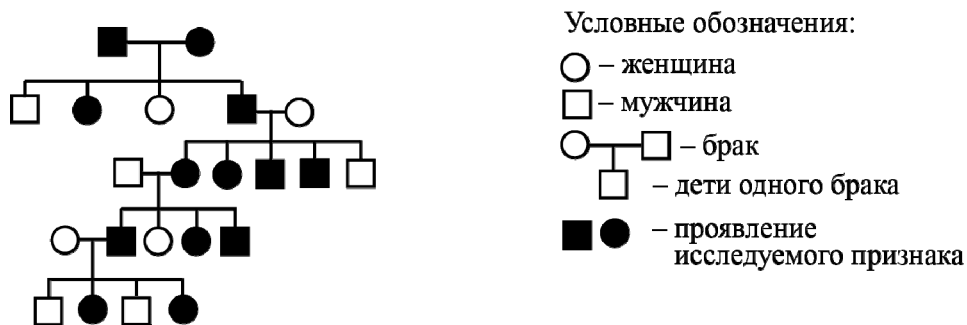 Условные обозначения:
– женщина
– мужчина
– брак
– дети одного брака
– проявление
исследуемого признака